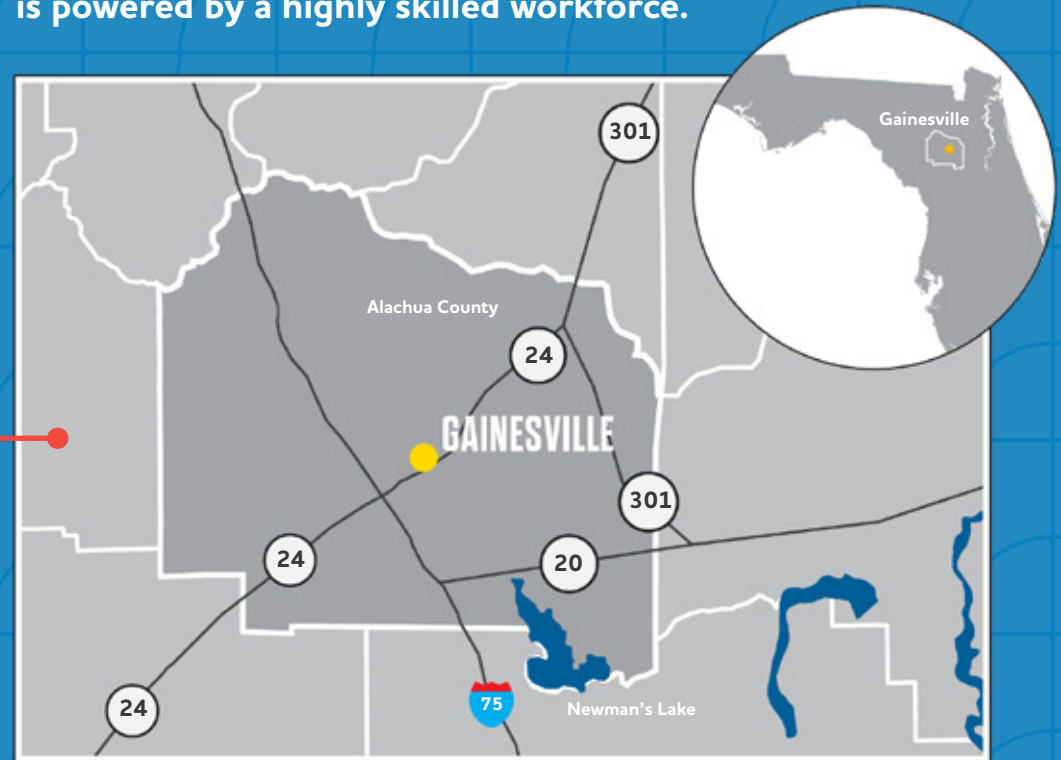 is powered by a highly skilled workforce.
301
Gainesville
Alachua County
24
GAINESVILLE
301
24
20
24
75
Newman's Lake